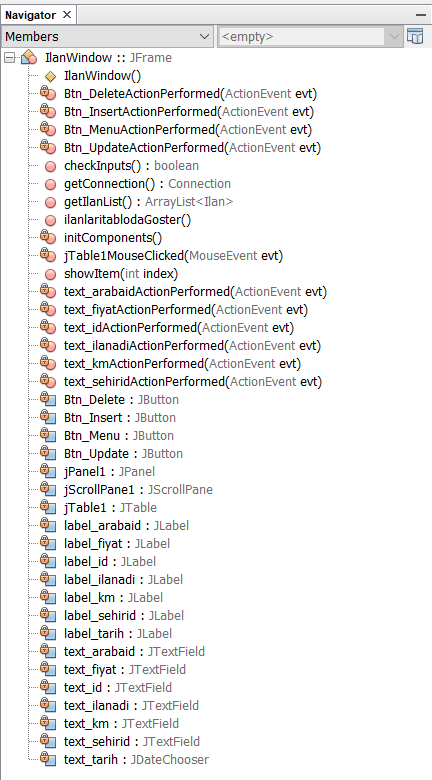 Navigator
Members
<empty>
IlanWindow :: JFrame
IlanWindow()
Btn_DeleteActionPerformed(ActionEvent evt)
Btn_InsertActionPerformed(ActionEvent evt)
Btn_MenuActionPerformed(ActionEvent evt)
Btn_UpdateActionPerformed(ActionEvent evt)
checkInputs() : boolean
getConnection() : Connection
getIlanList() : ArrayList<Ilan>
ilanlaritablodaGoster()
initComponents()
jTable1MouseClicked(MouseEvent evt)
showItem(int index)
text_arabaidActionPerformed(ActionEvent evt)
text_fiyatActionPerformed(ActionEvent evt)
text_idActionPerformed(ActionEvent evt)
text_ilanadiActionPerformed(ActionEvent evt)
text_kmActionPerformed(ActionEvent evt)
text_sehiridActionPerformed(ActionEvent evt)
Btn_Delete : JButton
Btn_Insert : JButton
Btn_Menu : JButton
Btn_Update : JButton
jPanel1 : JPanel
jScrollPane1 : JScrollPane
jTable1 : JTable
label_arabaid : JLabel
label_fiyat : JLabel
label_id : JLabel
label_ilanadi : JLabel
label_km : JLabel
label_sehirid : JLabel
label_tarih : JLabel
text_arabaid : JTextField
text_fiyat : JTextField
text_id : JTextField
text_ilanadi : JTextField
text_km : JTextField
text_sehirid : JTextField
text_tarih : JDateChooser